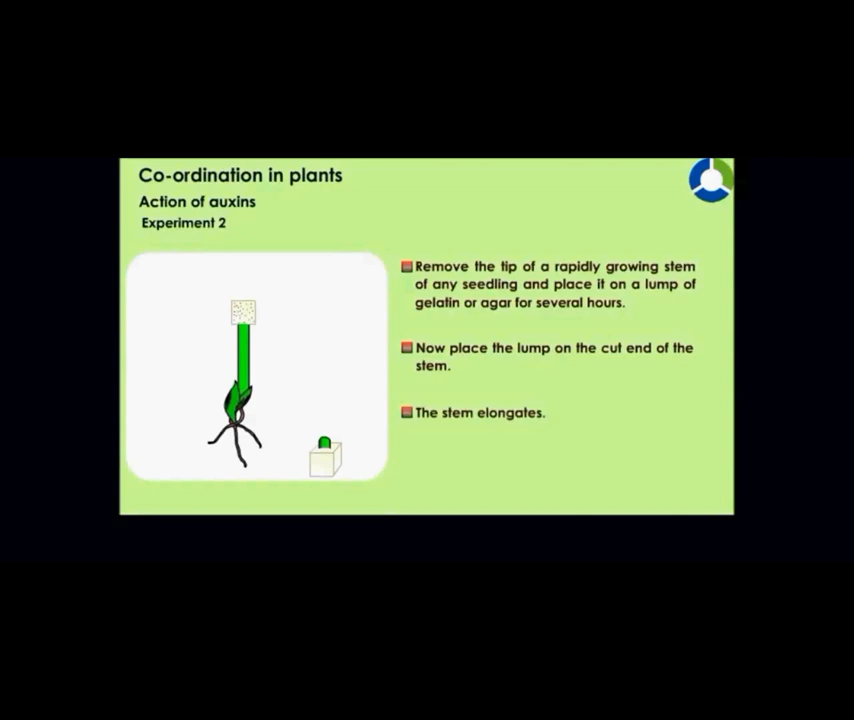 Co-ordination in plants
Action of auxins
Experiment 2
Remove the tip of a rapidly growing stem
of any seedling and place it on a lump of
gelatin or agar for several hours.
Now place the lump on the cut end of the
stem.
The stem elongates.